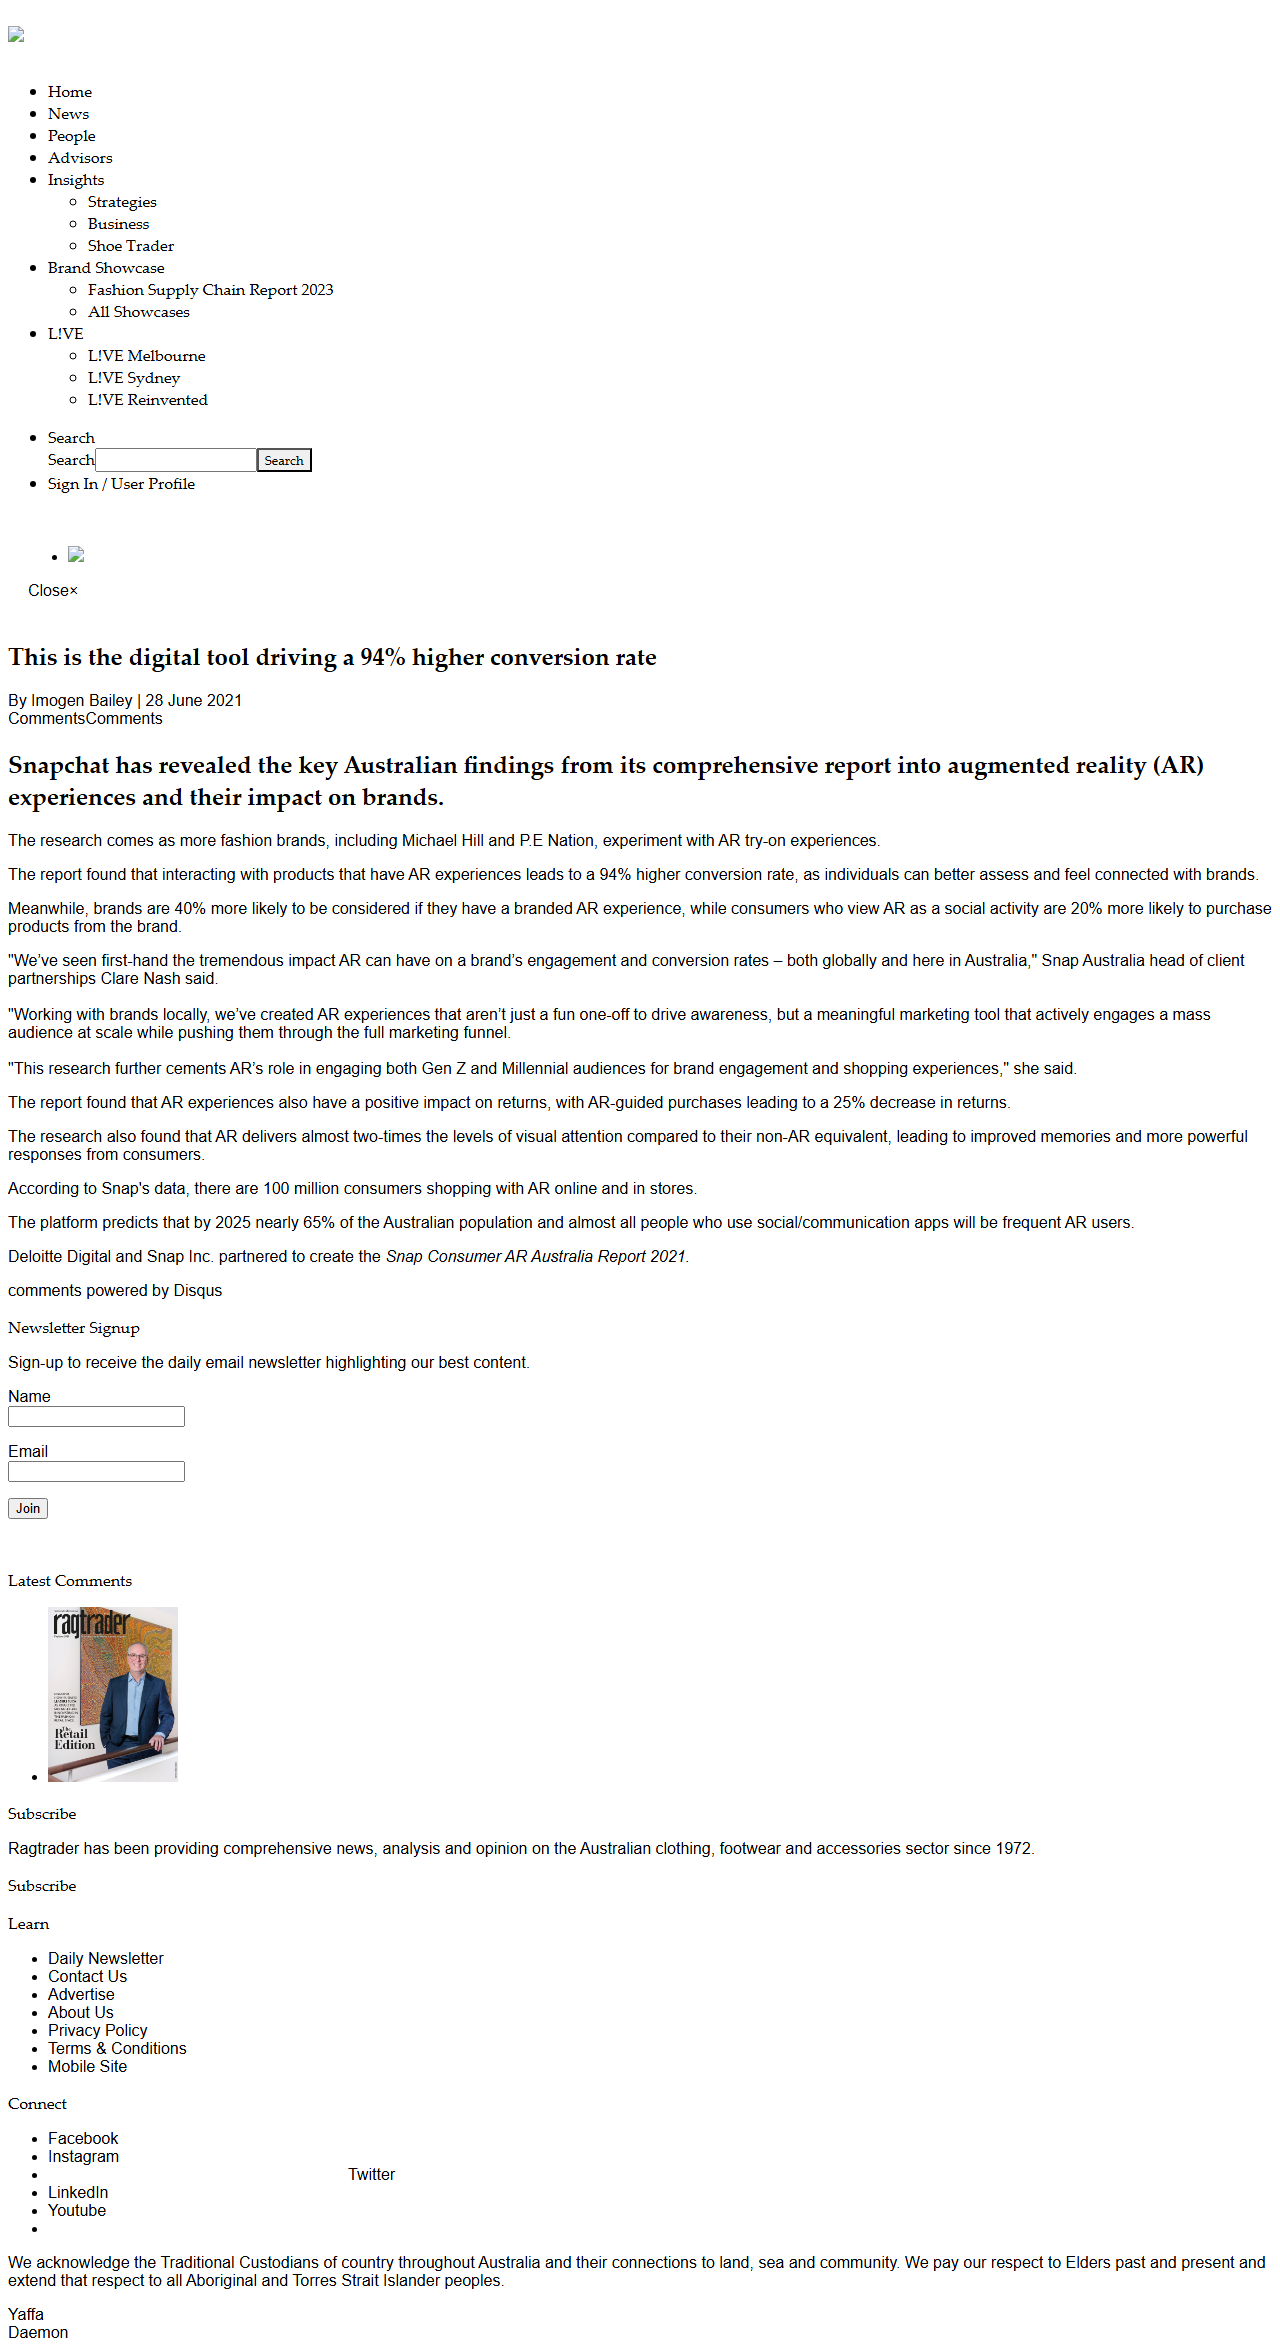 Home
News
People
Advisors
Insights
Strategies
Business
Shoe Trader
Brand Showcase
Fashion Supply Chain Report 2023
All Showcases
L!VE
L!VE Melbourne
L!VE Sydney
L!VE Reinvented
Search
Search Search
Sign In / User Profile
Close×
This is the digital tool driving a 94% higher conversion rate
By Imogen Bailey | 28 June 2021
CommentsComments
Snapchat has revealed the key Australian findings from its comprehensive report into augmented reality (AR)
experiences and their impact on brands.
The research comes as more fashion brands, including Michael Hill and P.E Nation, experiment with AR try-on experiences.
The report found that interacting with products that have AR experiences leads to a 94% higher conversion rate, as individuals can better assess and feel connected with brands.
Meanwhile, brands are 40% more likely to be considered if they have a branded AR experience, while consumers who view AR as a social activity are 20% more likely to purchase
products from the brand.
"We’ve seen first-hand the tremendous impact AR can have on a brand’s engagement and conversion rates – both globally and here in Australia," Snap Australia head of client
partnerships Clare Nash said.
"Working with brands locally, we’ve created AR experiences that aren’t just a fun one-off to drive awareness, but a meaningful marketing tool that actively engages a mass
audience at scale while pushing them through the full marketing funnel.
"This research further cements AR’s role in engaging both Gen Z and Millennial audiences for brand engagement and shopping experiences," she said.
The report found that AR experiences also have a positive impact on returns, with AR-guided purchases leading to a 25% decrease in returns.
The research also found that AR delivers almost two-times the levels of visual attention compared to their non-AR equivalent, leading to improved memories and more powerful
responses from consumers.
According to Snap's data, there are 100 million consumers shopping with AR online and in stores.
The platform predicts that by 2025 nearly 65% of the Australian population and almost all people who use social/communication apps will be frequent AR users.
Deloitte Digital and Snap Inc. partnered to create the Snap Consumer AR Australia Report 2021.
comments powered by Disqus
Newsletter Signup
Sign-up to receive the daily email newsletter highlighting our best content.
Name
Email
Join
Latest Comments
ragtrader
The
Retail
Edition
Subscribe
Ragtrader has been providing comprehensive news, analysis and opinion on the Australian clothing, footwear and accessories sector since 1972.
Subscribe
Learn
Daily Newsletter
Contact Us
Advertise
About Us
Privacy Policy
Terms & Conditions
Mobile Site
Connect
Facebook
Instagram
Twitter
LinkedIn
Youtube
We acknowledge the Traditional Custodians of country throughout Australia and their connections to land, sea and community. We pay our respect to Elders past and present and
extend that respect to all Aboriginal and Torres Strait Islander peoples.
Yaffa
Daemon